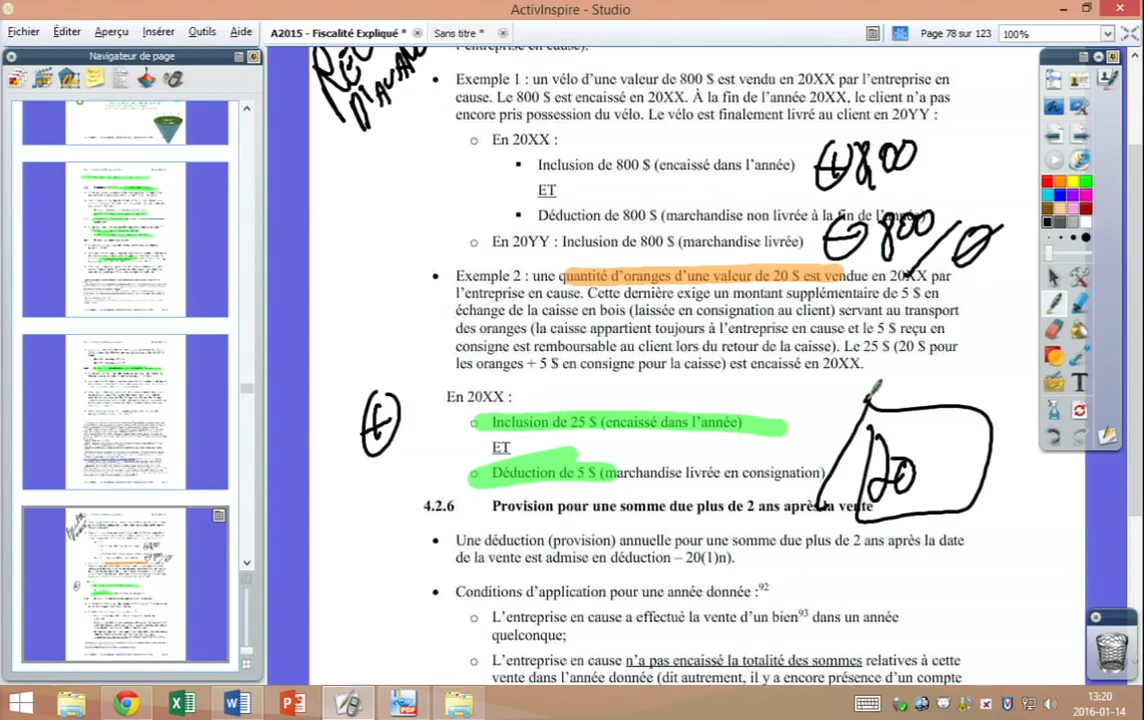 ActivInspire - Studio
Fichier Éditer Aperçu Insérer Outils Aide
A2015 - Fiscalité Expliqué * Sans titre *
Page 78 sur 123 100%
Navigateur de page
l'entreprise en cause).
• Exemple 1 : un vélo d'une valeur de 800 $ est vendu en 20XX par l'entreprise en
cause. Le 800 $ est encaissé en 20XX. À la fin de l'année 20XX, le client n'a pas
encore pris possession du vélo. Le vélo est finalement livré au client en 20YY :
o En 20XX :
▪ Inclusion de 800 $ (encaissé dans l'année)
+800
ET
▪ Déduction de 800 $ (marchandise non livrée à la fin de l'année)
- 800/0
o En 20YY : Inclusion de 800 $ (marchandise livrée)
• Exemple 2 : une quantité d'oranges d'une valeur de 20 $ est vendue en 20XX par
l'entreprise en cause. Cette dernière exige un montant supplémentaire de 5 $ en
échange de la caisse en bois (laissée en consignation au client) servant au transport
des oranges (la caisse appartient toujours à l'entreprise en cause et le 5 $ reçu en
consigne est remboursable au client lors du retour de la caisse). Le 25 $ (20 $ pour
les oranges + 5 $ en consigne pour la caisse) est encaissé en 20XX.
En 20XX :
o Inclusion de 25 $ (encaissé dans l'année)
ET
o Déduction de 5 $ (marchandise livrée en consignation)
20
4.2.6 Provision pour une somme due plus de 2 ans après la vente
• Une déduction (provision) annuelle pour une somme due plus de 2 ans après la date
de la vente est admise en déduction – 20(1)n).
• Conditions d'application pour une année donnée :92
o L'entreprise en cause a effectué la vente d'un bien93 dans un année
quelconque;
o L'entreprise en cause n'a pas encaissé la totalité des sommes relatives à cette
vente dans l'année donnée (dit autrement, il y a encore présence d'un compte
13:20
2016-01-14